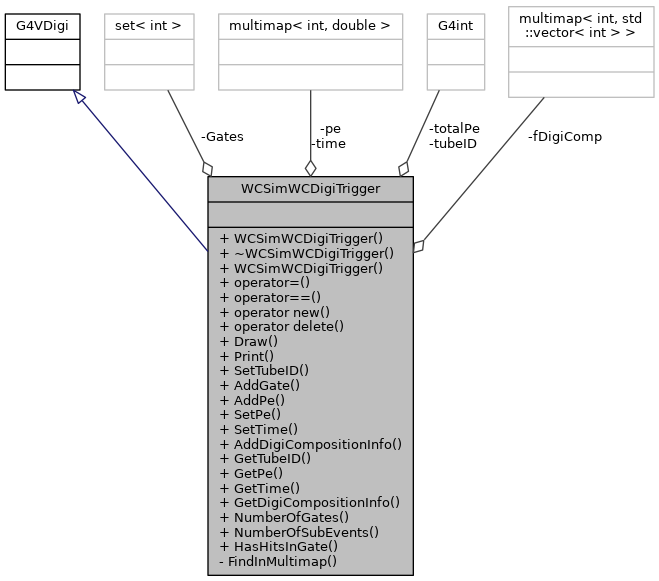 G4VDigi
set< int >
multimap< int, double >
G4int
multimap< int, std
::vector< int > >
-Gates
-pe
-time
-totalPe
-tubeID
-fDigiComp
WCSimWCDigiTrigger
+ WCSimWCDigiTrigger()
+ ~WCSimWCDigiTrigger()
+ WCSimWCDigiTrigger()
+ operator=()
+ operator==()
+ operator new()
+ operator delete()
+ Draw()
+ Print()
+ SetTubeID()
+ AddGate()
+ AddPe()
+ SetPe()
+ SetTime()
+ AddDigiCompositionInfo()
+ GetTubeID()
+ GetPe()
+ GetTime()
+ GetDigiCompositionInfo()
+ NumberOfGates()
+ NumberOfSubEvents()
+ HasHitsInGate()
- FindInMultimap()